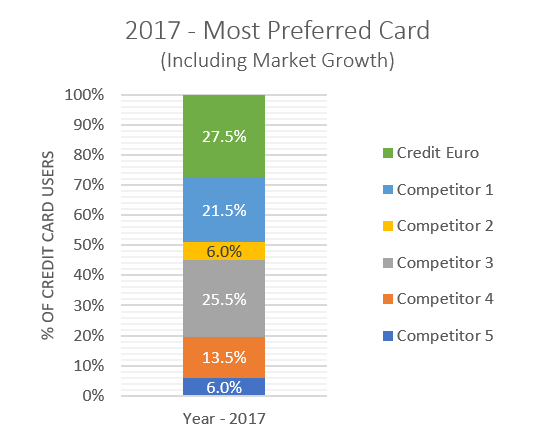 2017 - Most Preferred Card
(Including Market Growth)
% OF CREDIT CARD USERS
100%
90%
80%
70%
60%
50%
40%
30%
20%
10%
0%
27.5%
21.5%
6.0%
25.5%
13.5%
6.0%
Year - 2017
Credit Euro
Competitor 1
Competitor 2
Competitor 3
Competitor 4
Competitor 5